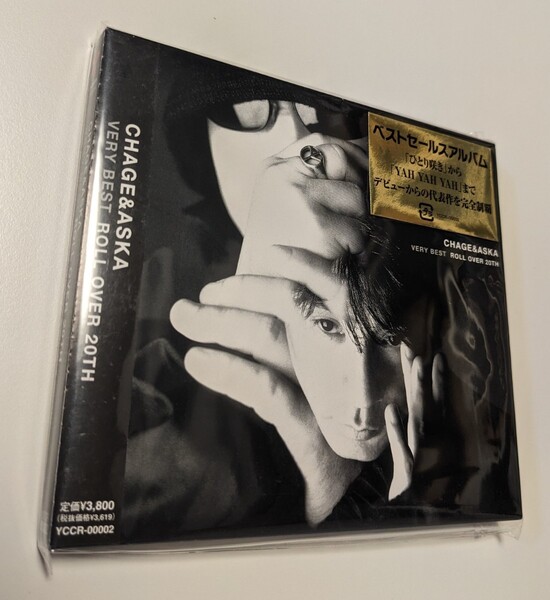 CHAGE&ASKA
VERY BEST ROLL OVER 20TH
ベストセールスアルバム
「ひとり咲き」から
「YAH YAH YAH」まで
デビューからの代表作を完全制覇
CHAGE&ASKA
VERY BEST ROLL OVER 20TH
定価¥3,800
(税抜価格¥3,619)
YCCR-00002